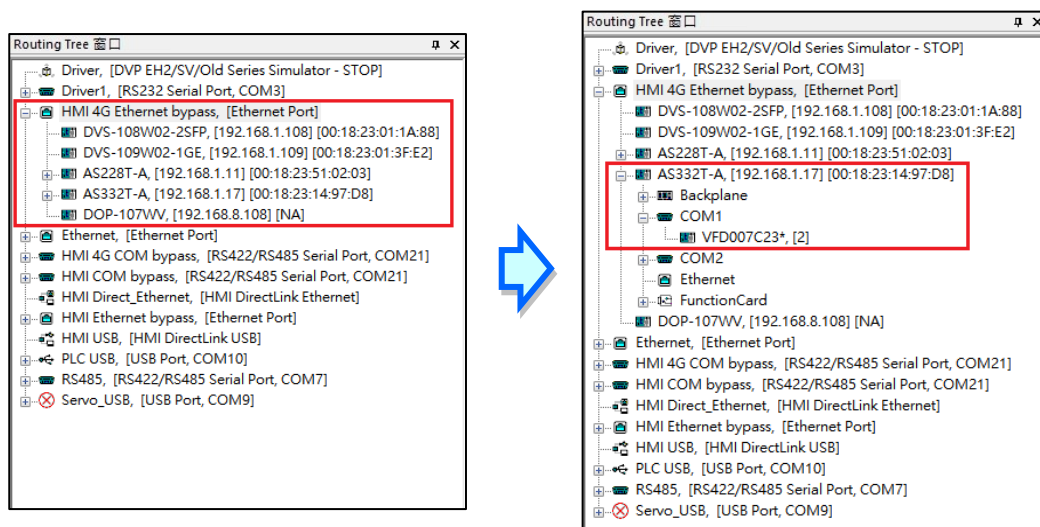 Routing Tree 窗口
Driver, [DVP EH2/SV/Old Series Simulator - STOP]
Driver1, [RS232 Serial Port, COM3]
HMI 4G Ethernet bypass, [Ethernet Port]
DVS-108W02-2SFP, [192.168.1.108] [00:18:23:01:1A:88]
DVS-109W02-1GE, [192.168.1.109] [00:18:23:01:3F:E2]
AS228T-A, [192.168.1.11] [00:18:23:51:02:03]
AS332T-A, [192.168.1.17] [00:18:23:14:97:D8]
DOP-107WV, [192.168.8.108] [NA]
Ethernet, [Ethernet Port]
HMI 4G COM bypass, [RS422/RS485 Serial Port, COM21]
HMI COM bypass, [RS422/RS485 Serial Port, COM21]
HMI Direct_Ethernet, [HMI DirectLink Ethernet]
HMI Ethernet bypass, [Ethernet Port]
HMI USB, [HMI DirectLink USB]
PLC USB, [USB Port, COM10]
RS485, [RS422/RS485 Serial Port, COM7]
Servo_USB, [USB Port, COM9]
Routing Tree 窗口
Driver, [DVP EH2/SV/Old Series Simulator - STOP]
Driver1, [RS232 Serial Port, COM3]
HMI 4G Ethernet bypass, [Ethernet Port]
DVS-108W02-2SFP, [192.168.1.108] [00:18:23:01:1A:88]
DVS-109W02-1GE, [192.168.1.109] [00:18:23:01:3F:E2]
AS228T-A, [192.168.1.11] [00:18:23:51:02:03]
AS332T-A, [192.168.1.17] [00:18:23:14:97:D8]
Backplane
COM1
VFD007C23*, [2]
COM2
Ethernet
FunctionCard
DOP-107WV, [192.168.8.108] [NA]
Ethernet, [Ethernet Port]
HMI 4G COM bypass, [RS422/RS485 Serial Port, COM21]
HMI COM bypass, [RS422/RS485 Serial Port, COM21]
HMI Direct_Ethernet, [HMI DirectLink Ethernet]
HMI Ethernet bypass, [Ethernet Port]
HMI USB, [HMI DirectLink USB]
PLC USB, [USB Port, COM10]
RS485, [RS422/RS485 Serial Port, COM7]
Servo_USB, [USB Port, COM9]